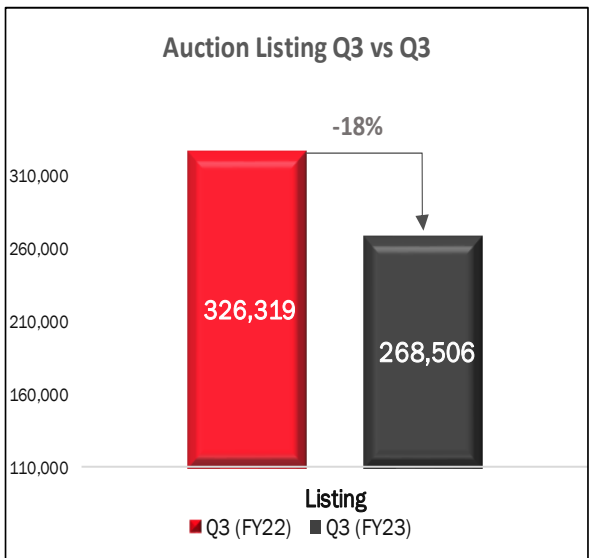 Auction Listing Q3 vs Q3
-18%
310,000
260,000
210,000
160,000
110,000
326,319
268,506
Listing
Q3 (FY22) Q3 (FY23)